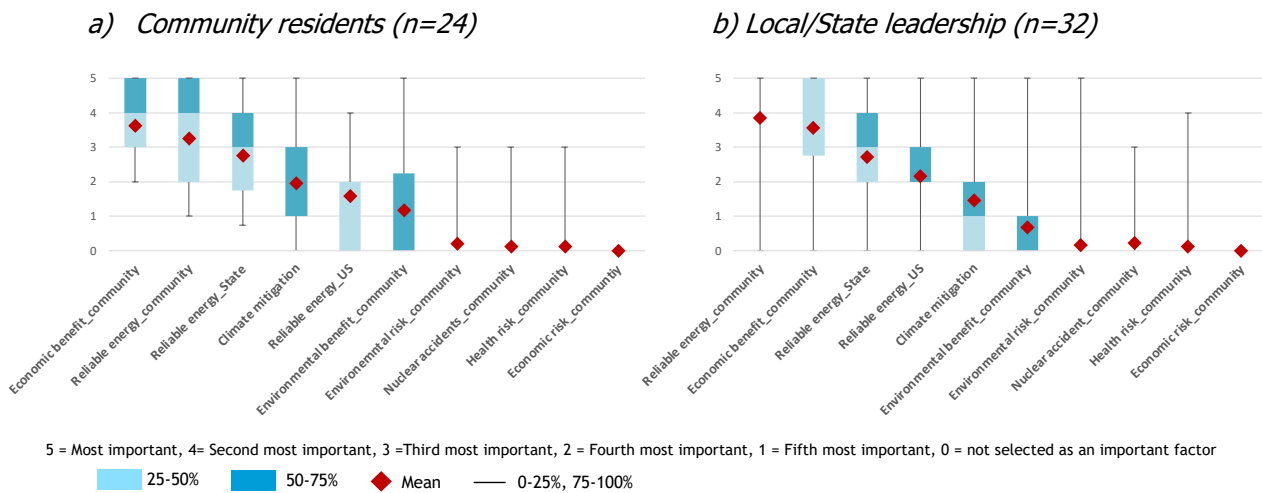 a) Community residents (n=24)
b) Local/State leadership (n=32)
5
4
3
2
1
0
Economic benefit_community
Reliable energy_community
Reliable energy_State
Climate mitigation
Reliable energy_US
Environmental benefit_community
Environemntal risk_community
Nuclear accidents_community
Health risk_community
Economic risk_communtiy
5
4
3
2
1
0
Reliable energy_community
Economic benefit_community
Reliable energy_State
Reliable energy_US
Climate mitigation
Environmental benefit_community
Environmental risk_community
Nuclear accident_community
Health risk_community
Economic risk_community
5 = Most important, 4= Second most important, 3 =Third most important, 2 = Fourth most important, 1 = Fifth most important, 0 = not selected as an important factor
25-50% 50-75% Mean 0-25%, 75-100%